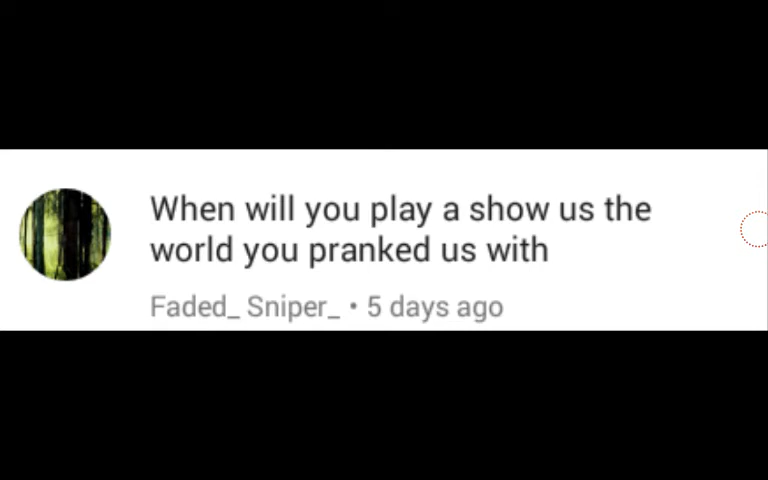 When will you play a show us the
world you pranked us with
Faded_ Sniper_ • 5 days ago